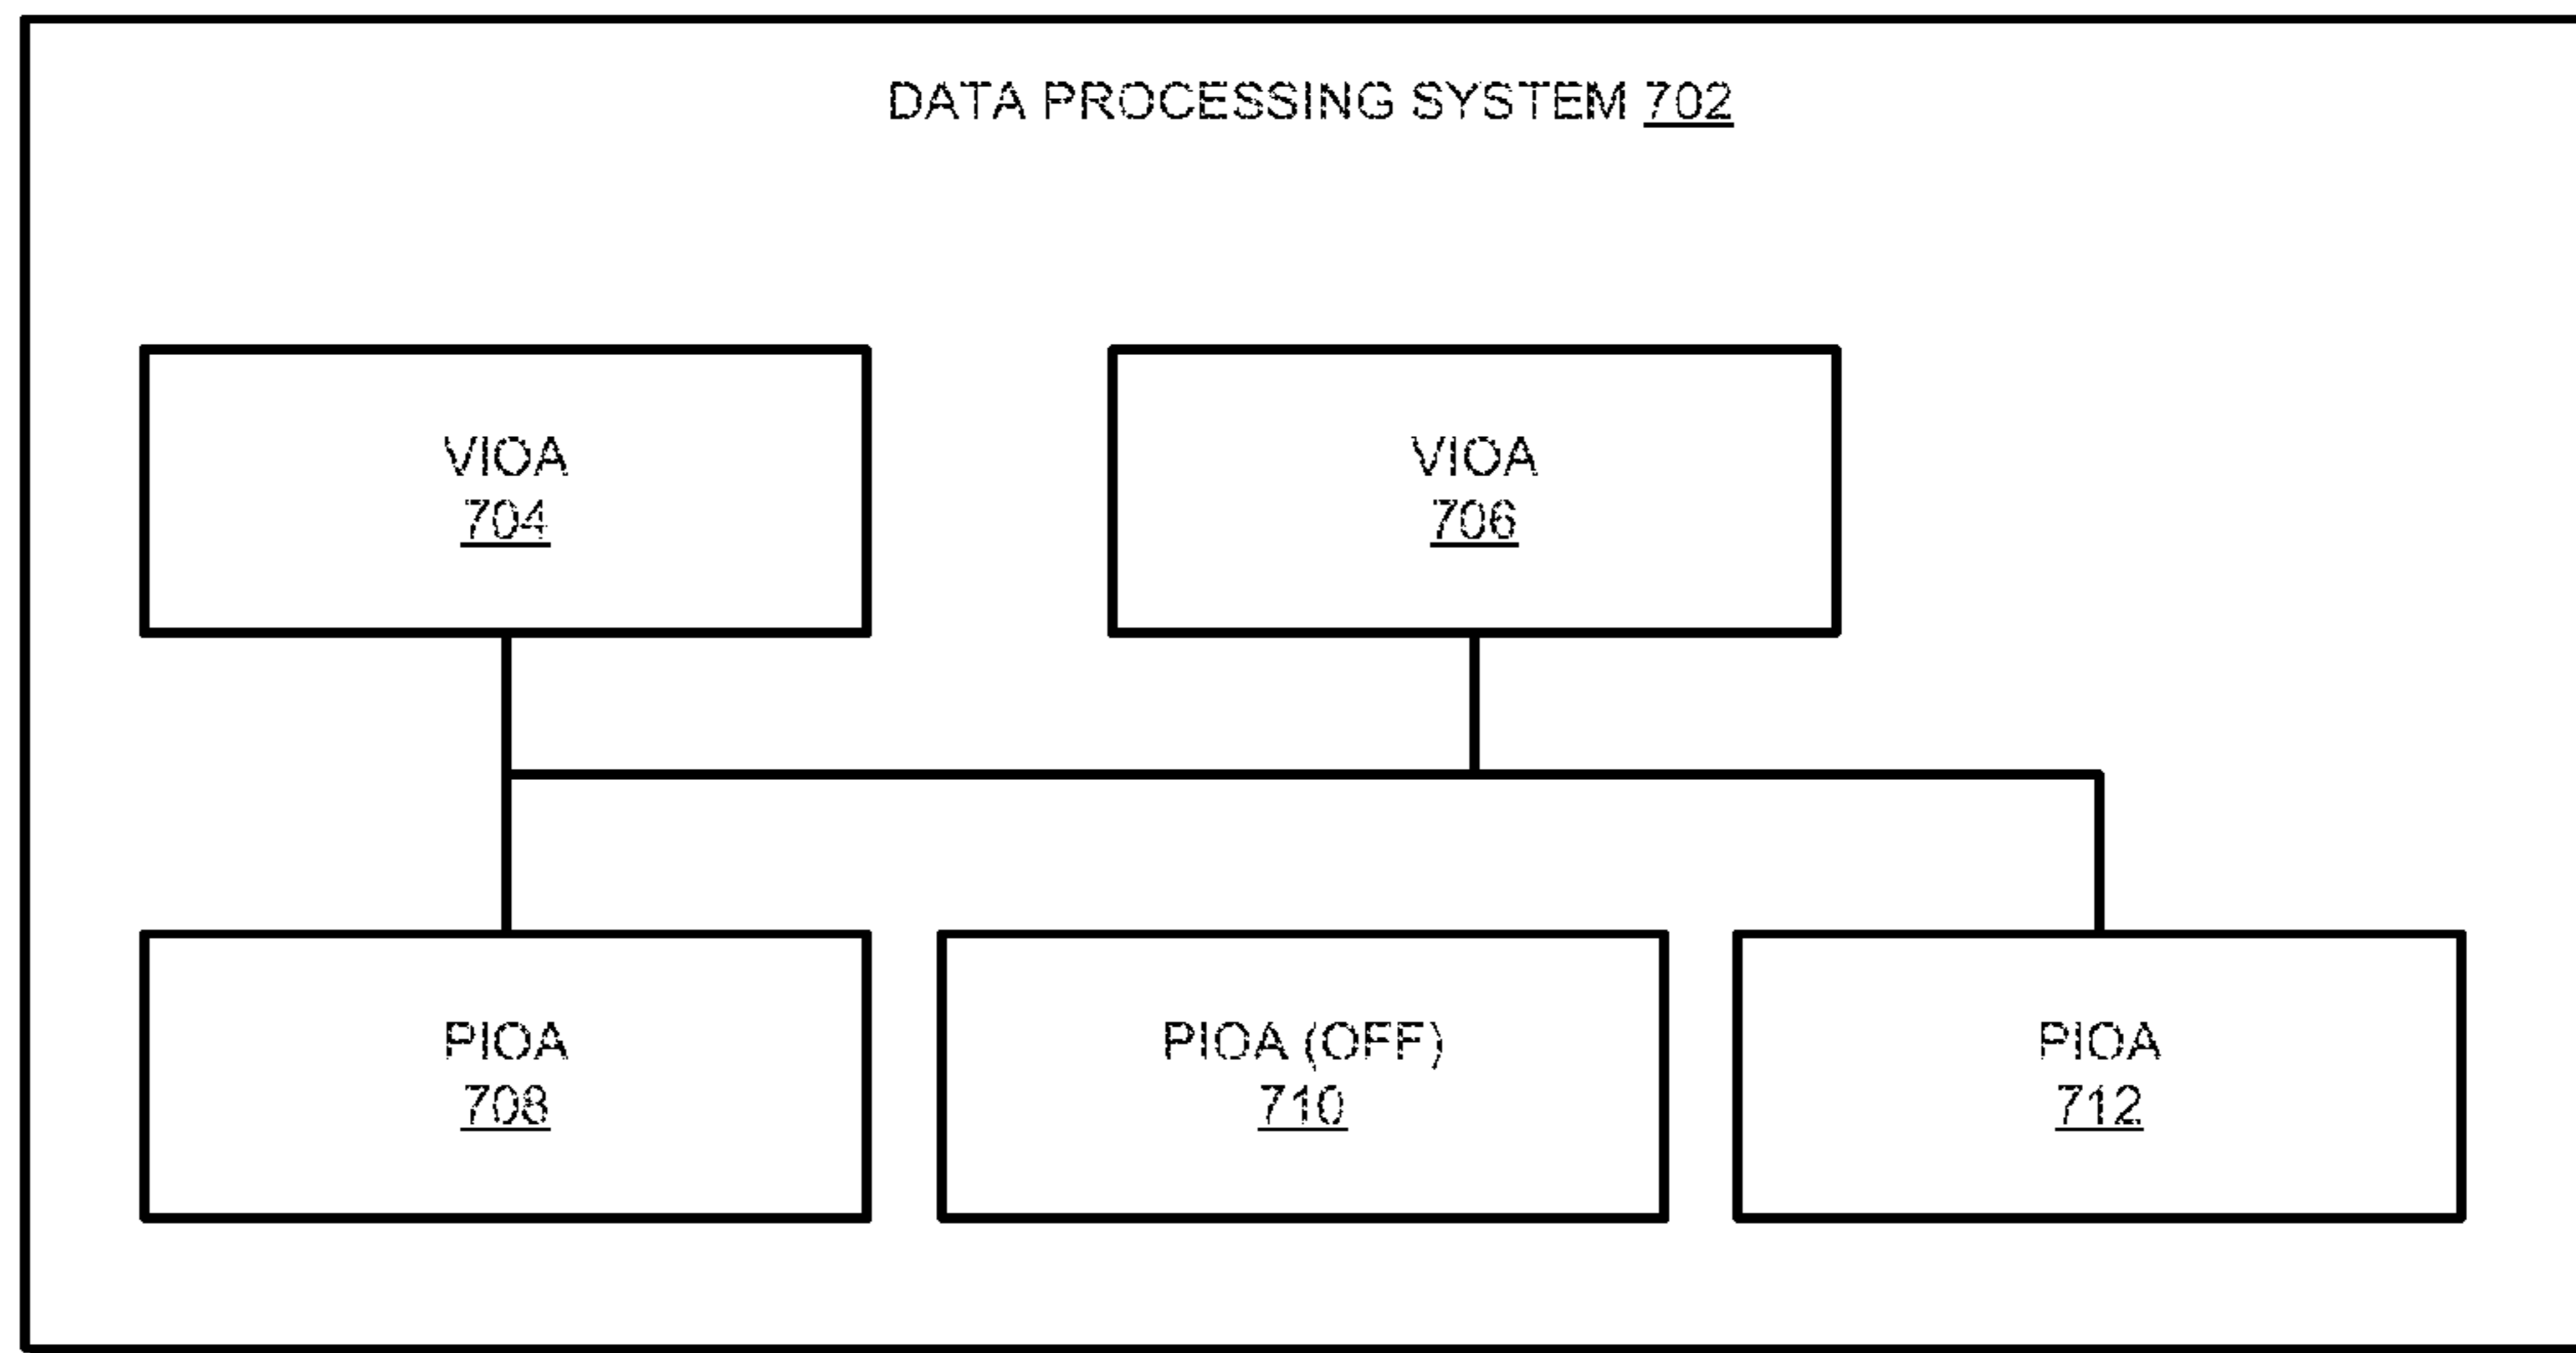 DATA PROCESSING SYSTEM 702
VIOA
704
VIOA
706
PIOA
708
PIOA (OFF)
710
PIOA
712